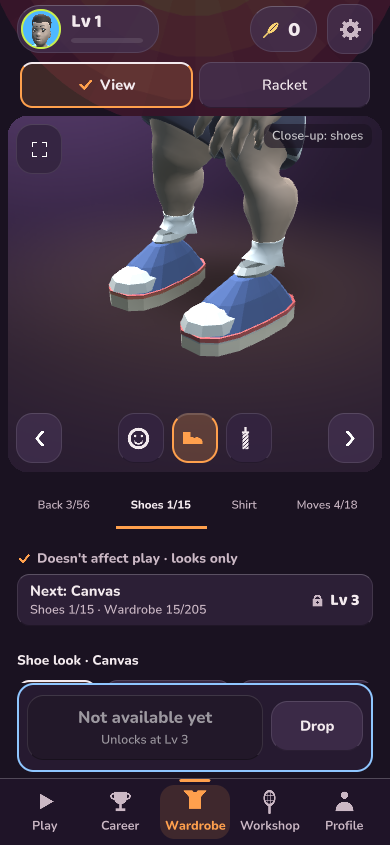 Lv 1
0
View
Racket
Close-up: shoes
Back 3/56
Shoes 1/15
Shirt
Moves 4/18
Doesn't affect play · looks only
Next: Canvas
Shoes 1/15 · Wardrobe 15/205
Lv 3
Shoe look · Canvas
Not available yet
Unlocks at Lv 3
Drop
Play
Career
Wardrobe
Workshop
Profile